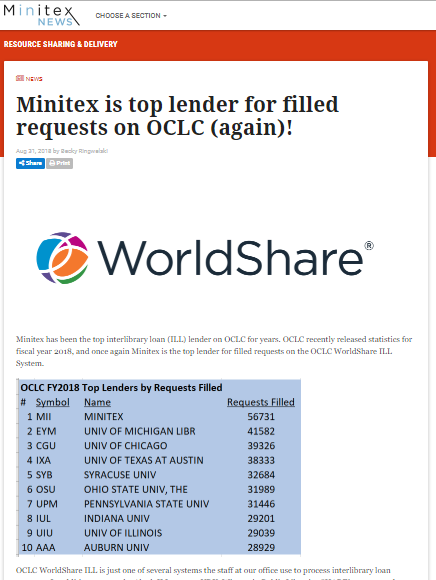 Minitex
NEWS
CHOOSE A SECTION
RESOURCE SHARING & DELIVERY
NEWS
Minitex is top lender for filled
requests on OCLC (again)!
Aug 31, 2018 by Becky Ringwelski
Share Print
WorldShare®
Minitex has been the top interlibrary loan (ILL) lender on OCLC for years. OCLC recently released statistics for
fiscal year 2018, and once again Minitex is the top lender for filled requests on the OCLC WorldShare ILL
System.
OCLC FY2018 Top Lenders by Requests Filled
# Symbol Name Requests Filled
1 MII MINITEX 56731
2 EYM UNIV OF MICHIGAN LIBR 41582
3 CGU UNIV OF CHICAGO 39326
4 IXA UNIV OF TEXAS AT AUSTIN 38333
5 SYB SYRACUSE UNIV 32684
6 OSU OHIO STATE UNIV, THE 31989
7 UPM PENNSYLVANIA STATE UNIV 31446
8 IUL INDIANA UNIV 29201
9 UIU UNIV OF ILLINOIS 29039
10 AAA AUBURN UNIV 28929
OCLC WorldShare ILL is just one of several systems the staff at our office use to process interlibrary loan